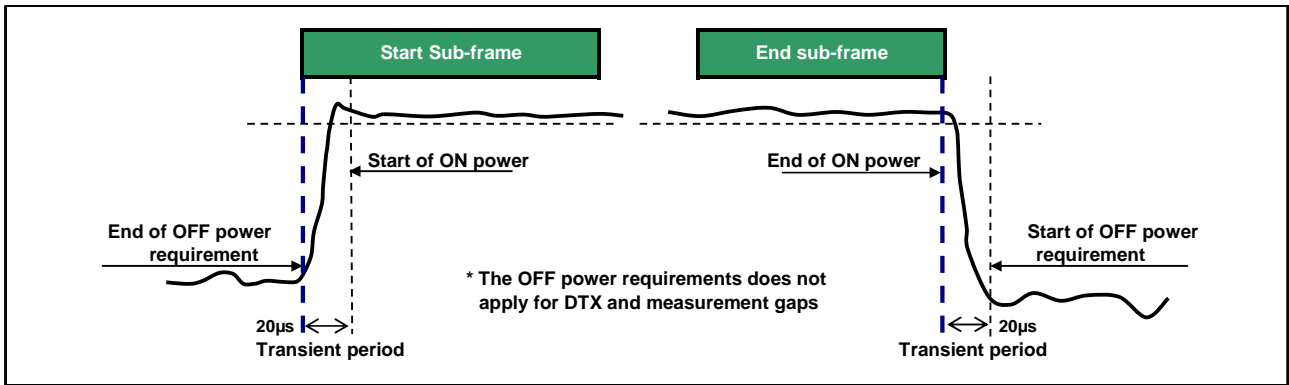 Start Sub-frame
End sub-frame
Start of ON power
End of ON power
End of OFF power
requirement
Start of OFF power
requirement
* The OFF power requirements does not
apply for DTX and measurement gaps
20µs
Transient period
20µs
Transient period